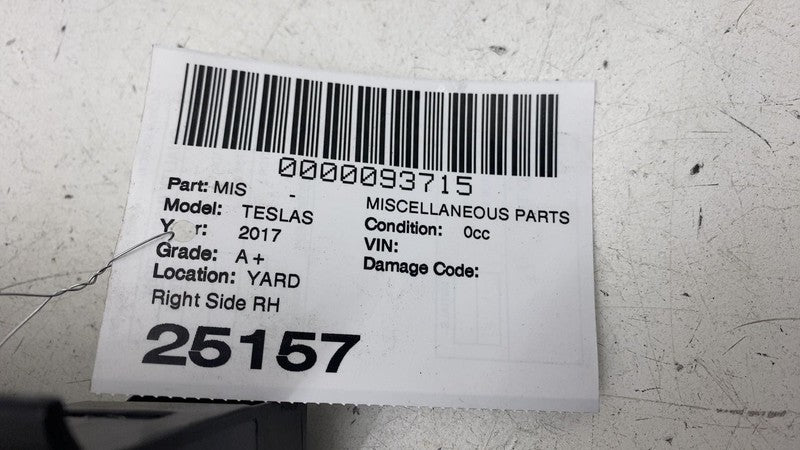 0000093715
Part: MIS - MISCELLANEOUS PARTS
Model: TESLAS Condition: 0cc
Year: 2017 VIN:
Grade: A+ Damage Code:
Location: YARD
Right Side RH
25157